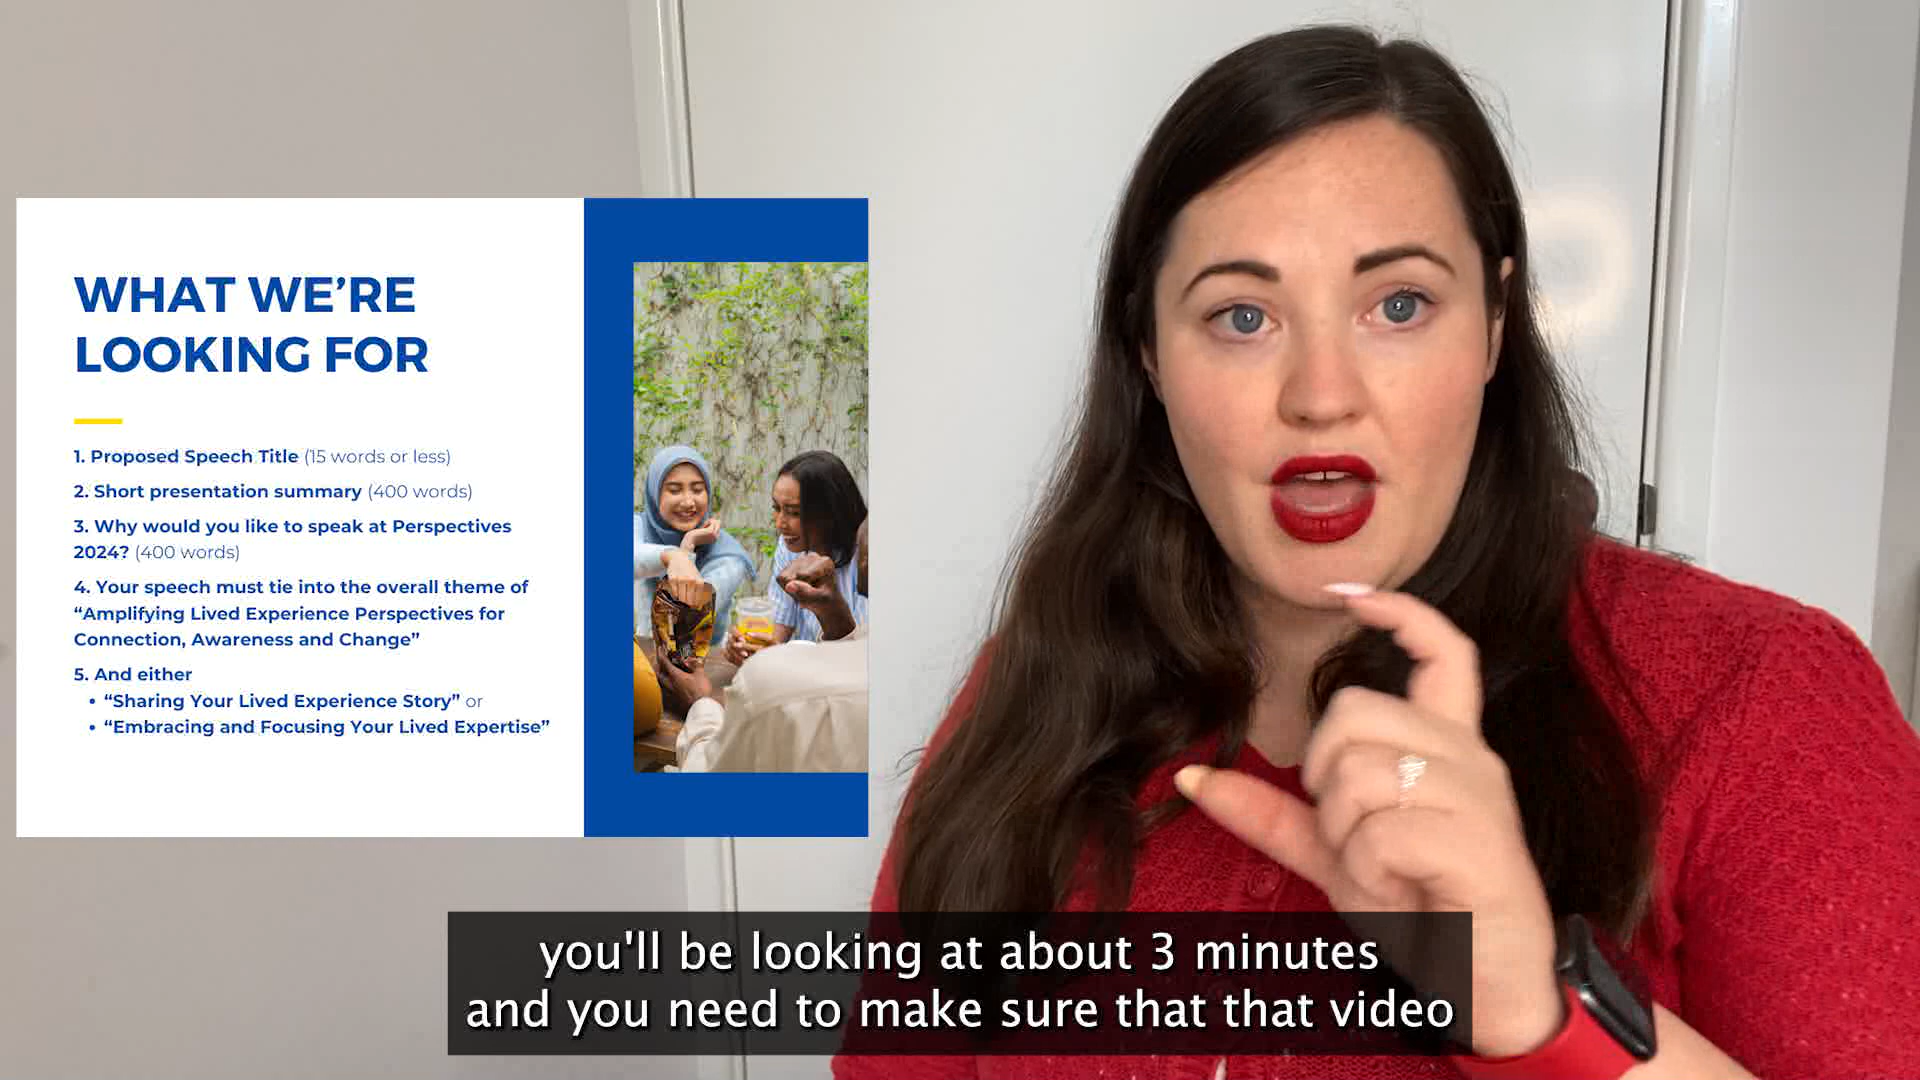 WHAT WE’RE
LOOKING FOR
1. Proposed Speech Title (15 words or less)
2. Short presentation summary (400 words)
3. Why would you like to speak at Perspectives
2024? (400 words)
4. Your speech must tie into the overall theme of
“Amplifying Lived Experience Perspectives for
Connection, Awareness and Change”
5. And either
• “Sharing Your Lived Experience Story” or
• “Embracing and Focusing Your Lived Expertise”
you'll be looking at about 3 minutes
and you need to make sure that that video